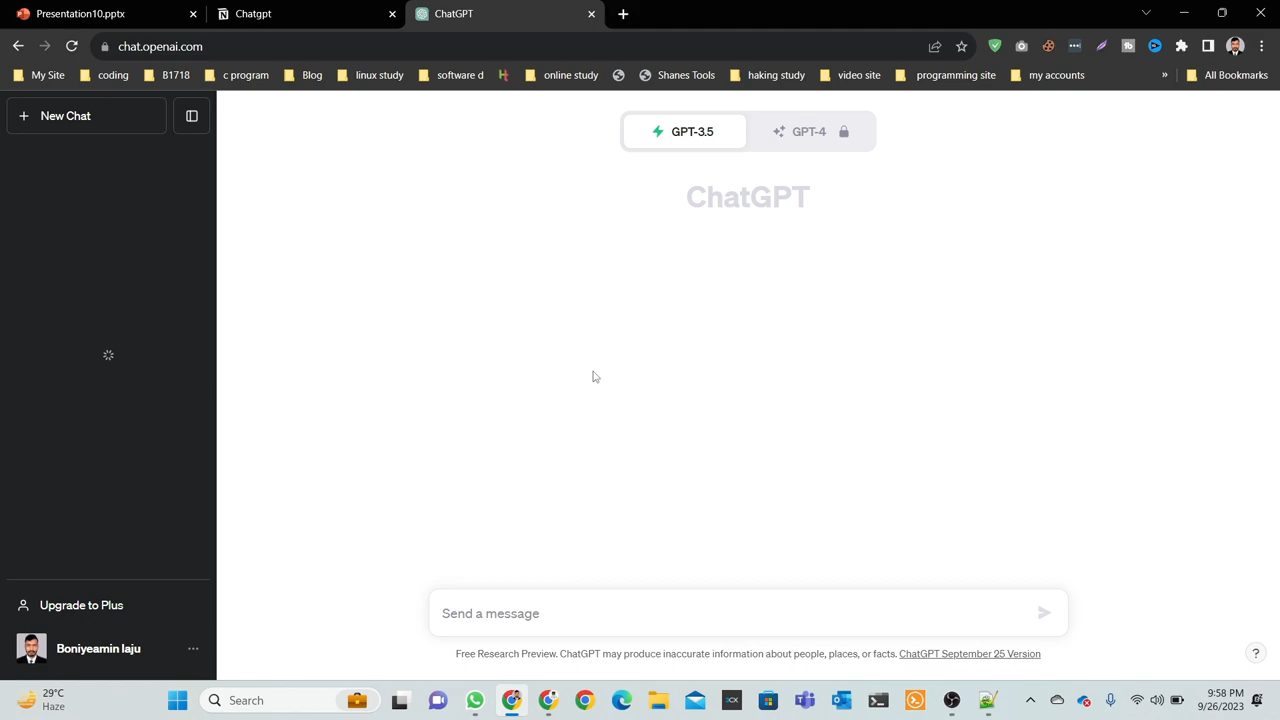 Presentation10.pptx
Chatgpt
ChatGPT
chat.openai.com
My Site
coding
B1718
c program
Blog
linux study
software d
online study
Shanes Tools
haking study
video site
programming site
my accounts
»
All Bookmarks
New Chat
GPT-3.5
GPT-4
ChatGPT
Send a message
Free Research Preview. ChatGPT may produce inaccurate information about people, places, or facts. ChatGPT September 25 Version
?
Upgrade to Plus
Boniyeamin laju
29°C
Haze
Search
9:58 PM
9/26/2023